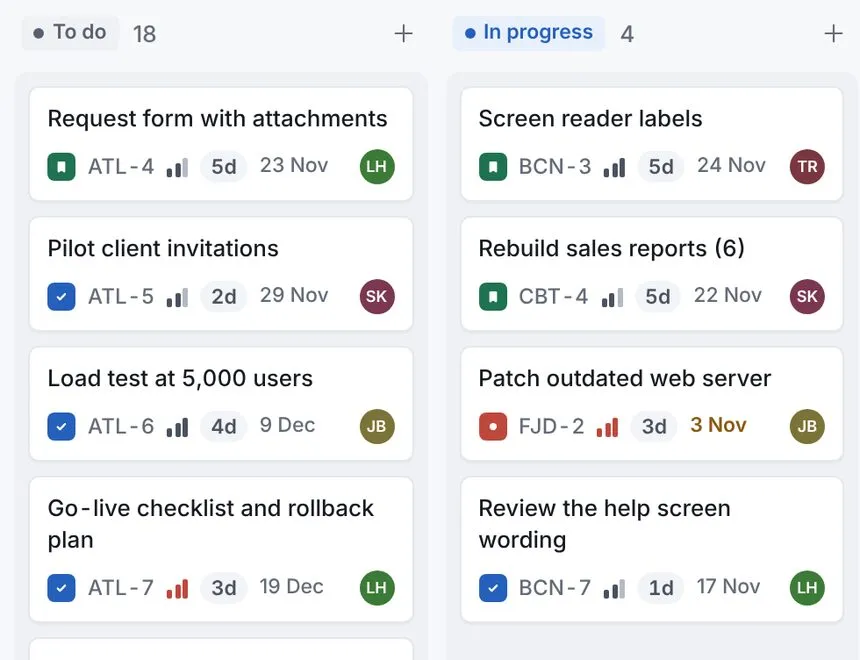 To do 18
Request form with attachments
ATL-4 5d 23 Nov LH
Pilot client invitations
ATL-5 2d 29 Nov SK
Load test at 5,000 users
ATL-6 4d 9 Dec JB
Go-live checklist and rollback
plan
ATL-7 3d 19 Dec LH
In progress 4
Screen reader labels
BCN-3 5d 24 Nov TR
Rebuild sales reports (6)
CBT-4 5d 22 Nov SK
Patch outdated web server
FJD-2 3d 3 Nov JB
Review the help screen
wording
BCN-7 1d 17 Nov LH